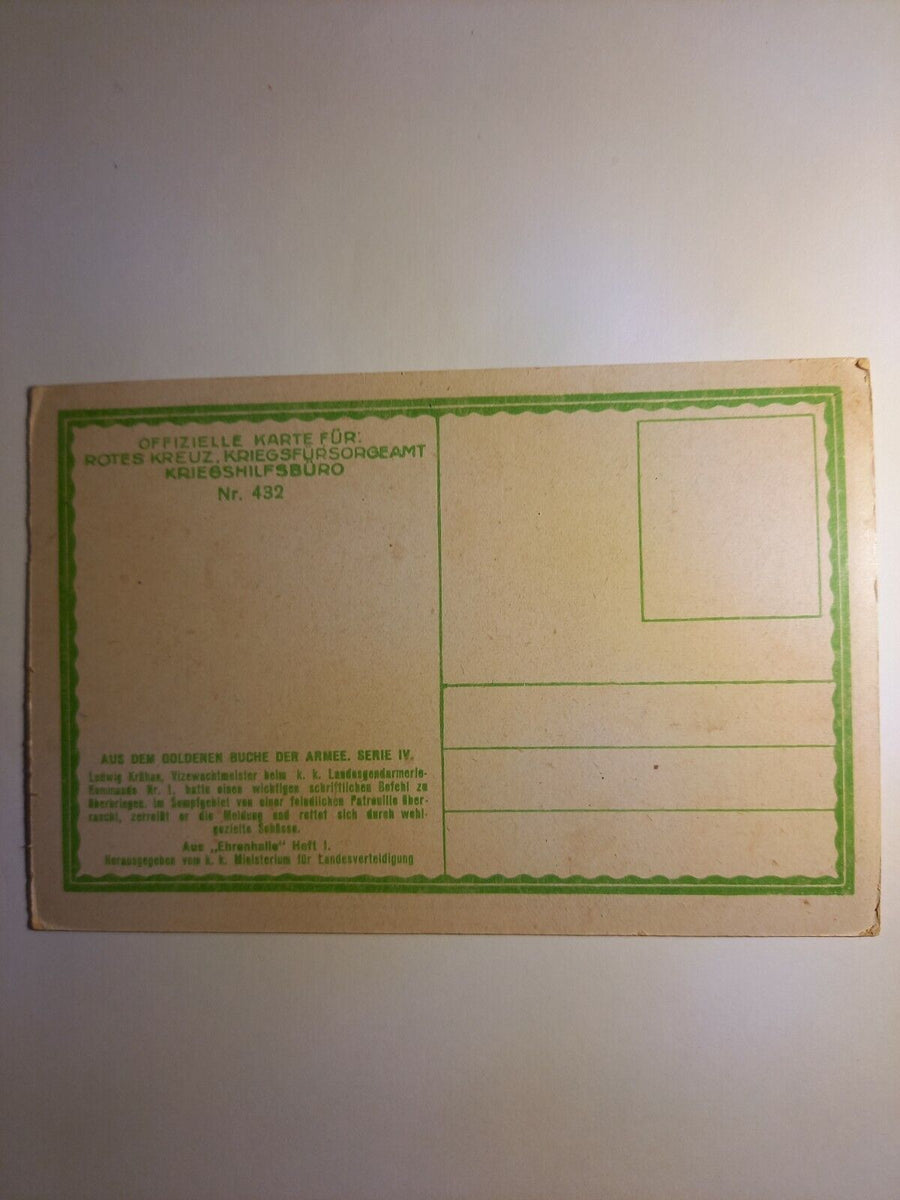 OFFIZIELLE KARTE FÜR:
ROTES KREUZ, KRIEGSFÜRSORGEAMT
KRIEGSHILFSBÜRO
Nr. 432
AUS DEM GOLDENEN BUCHE DER ARMEE. SERIE IV.
Ludwig Vizewachtmeister beim k. k. Landesgendarmerie-
Kommando Nr. 1, hatte einen wichtigen schriftlichen Befehl zu
überbringen. Im Sumpfgebiet von einer feindlichen Patrouille über-
rascht, zerreißt er die Meldung und rettet sich durch wohl-
gezielte Schüsse.
Aus „Ehrenhalle" Heft 1.
Herausgegeben vom k. k. Ministerium für Landesverteidigung